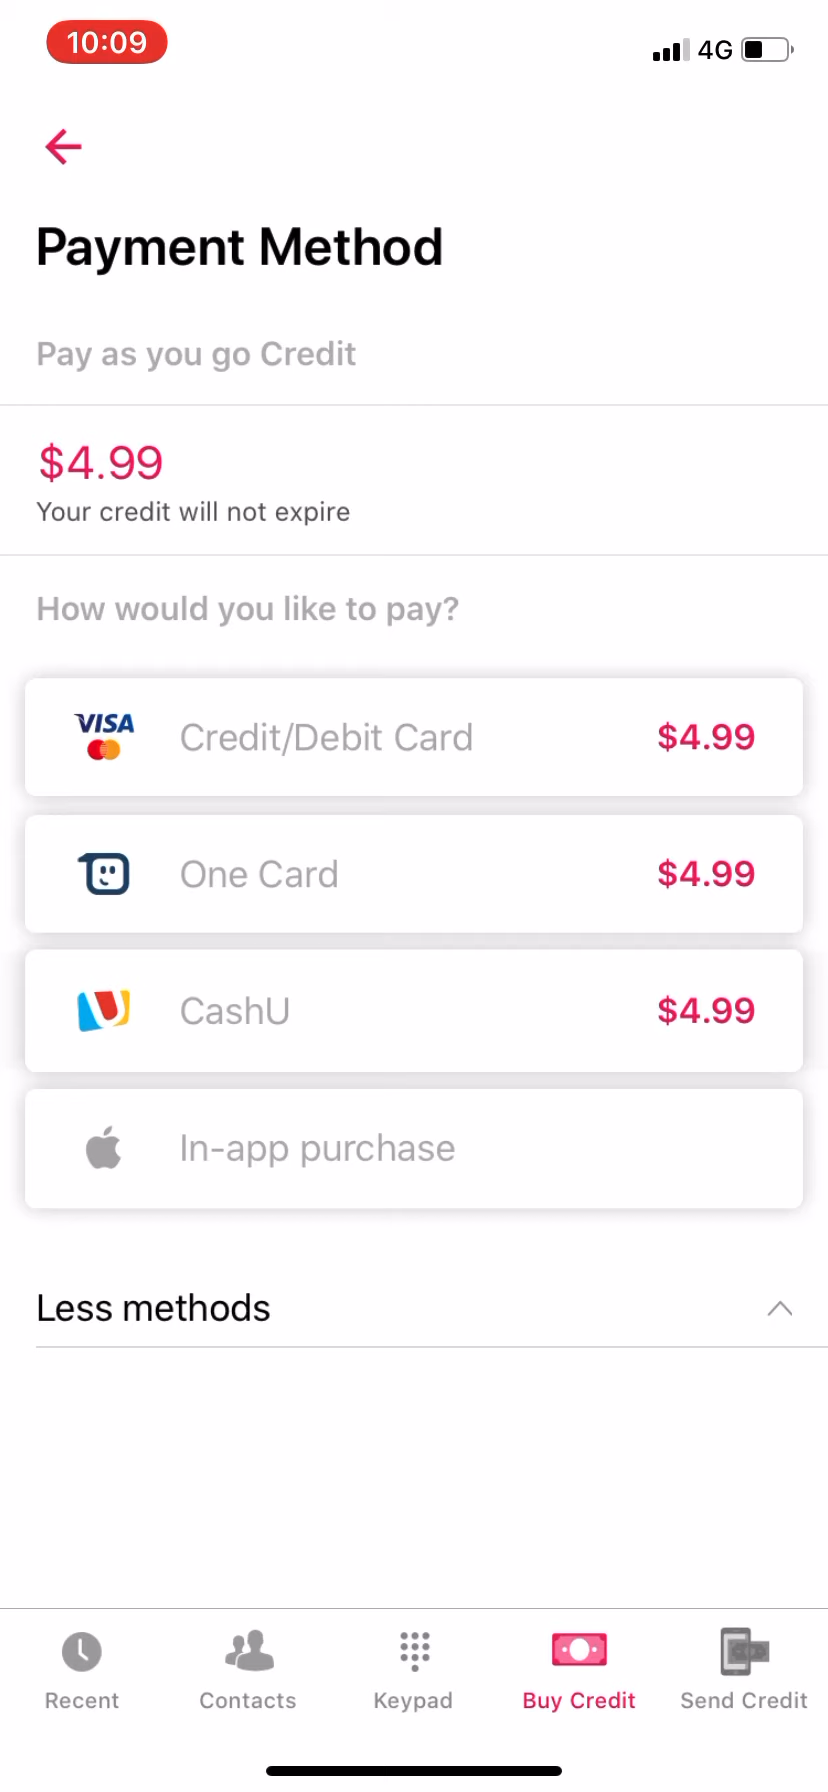 10:09
4G
Payment Method
Pay as you go Credit
$4.99
Your credit will not expire
How would you like to pay?
VISA Credit/Debit Card $4.99
One Card $4.99
CashU $4.99
In-app purchase
Less methods
Recent Contacts Keypad Buy Credit Send Credit